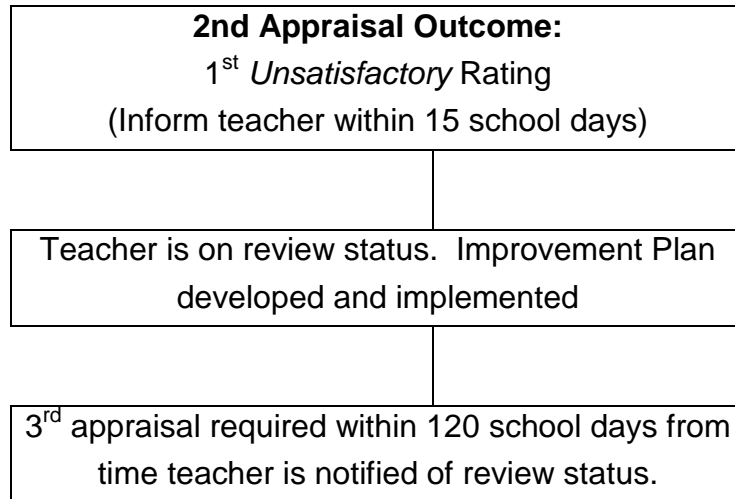 2nd Appraisal Outcome:
1st Unsatisfactory Rating
(Inform teacher within 15 school days)
Teacher is on review status.  Improvement Plan
developed and implemented
3rd appraisal required within 120 school days from
time teacher is notified of review status.